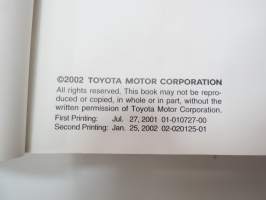 ©2002 TOYOTA MOTOR CORPORATION
All rights reserved. This book may not be repro-
duced or copied, in whole or in part, without the
written permission of Toyota Motor Corporation.
First Printing: Jul. 27, 2001 01-010727-00
Second Printing: Jan. 25, 2002 02-020125-01